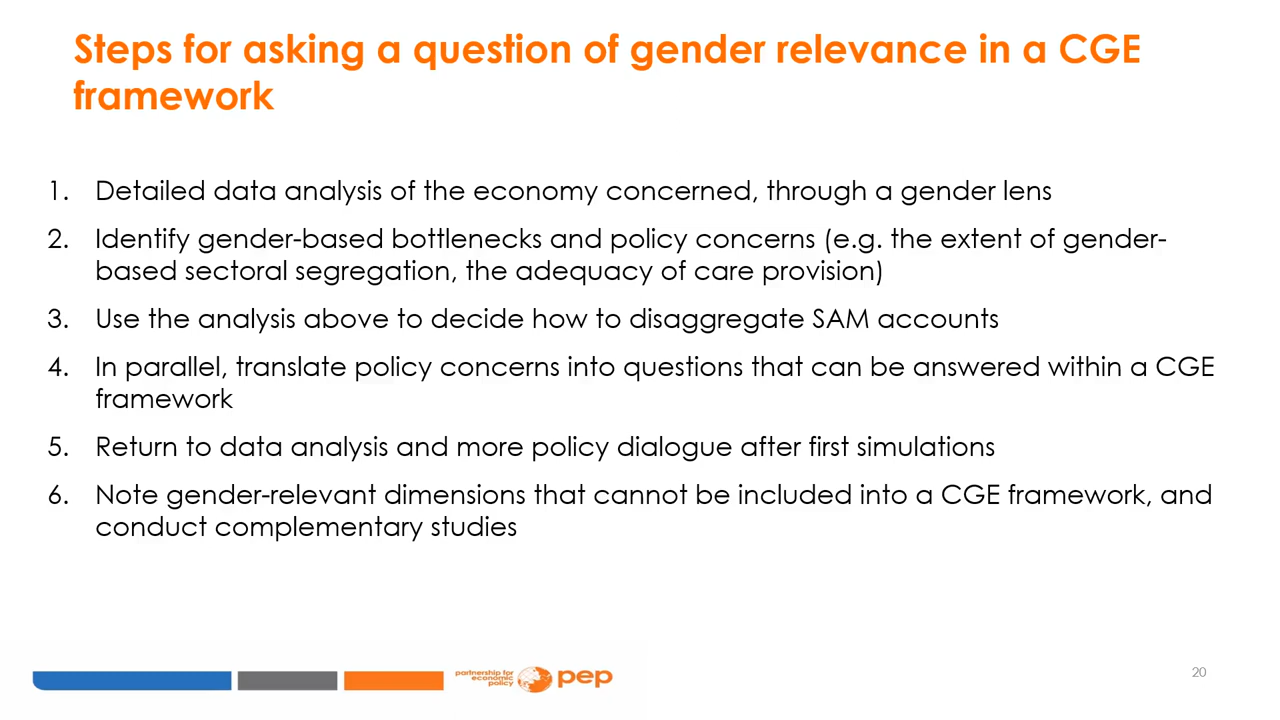 Steps for asking a question of gender relevance in a CGE
framework
1. Detailed data analysis of the economy concerned, through a gender lens
2. Identify gender-based bottlenecks and policy concerns (e.g. the extent of gender-
based sectoral segregation, the adequacy of care provision)
3. Use the analysis above to decide how to disaggregate SAM accounts
4. In parallel, translate policy concerns into questions that can be answered within a CGE
framework
5. Return to data analysis and more policy dialogue after first simulations
6. Note gender-relevant dimensions that cannot be included into a CGE framework, and
conduct complementary studies
partnership for
economic
policy
pep
20